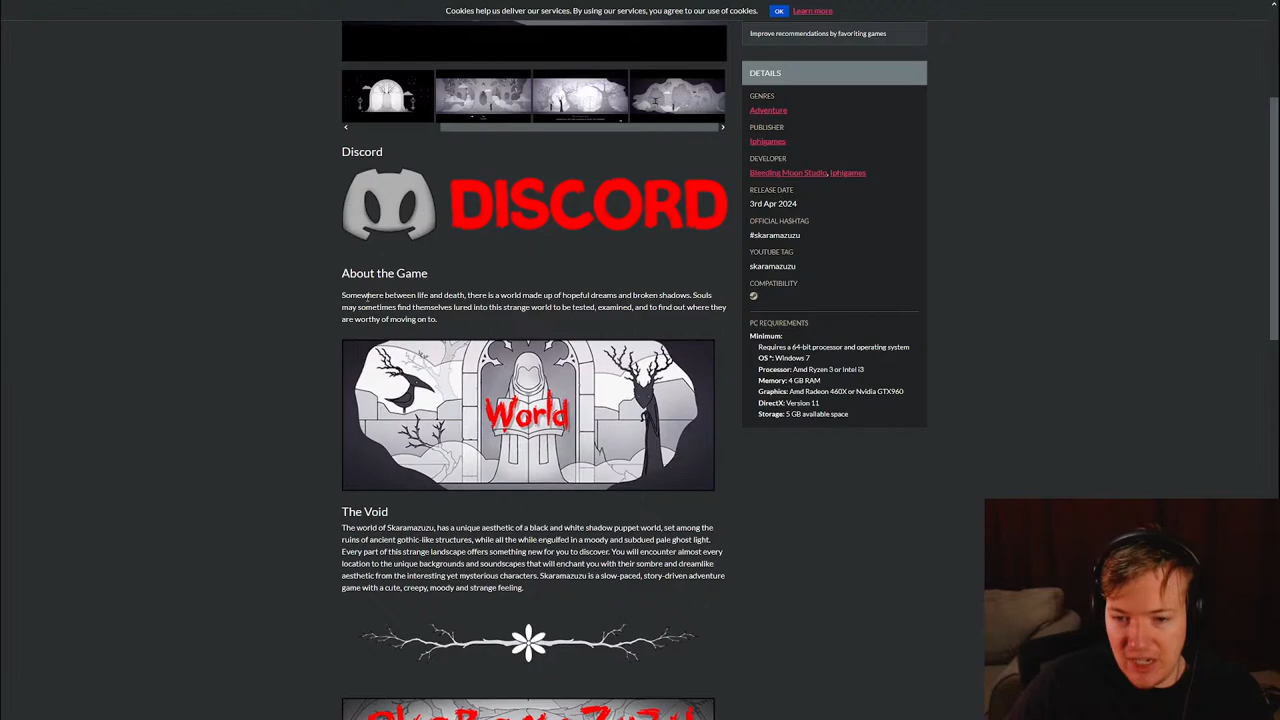 Cookies help us deliver our services. By using our services, you agree to our use of cookies. OK Learn more
Improve recommendations by favoriting games
DETAILS
GENRES
Adventure
PUBLISHER
Iphigames
DEVELOPER
Bleeding Moon Studio, Iphigames
RELEASE DATE
3rd Apr 2024
OFFICIAL HASHTAG
#skaramazuzu
YOUTUBE TAG
skaramazuzu
COMPATIBILITY
PC REQUIREMENTS
Minimum:
Requires a 64-bit processor and operating system
OS *: Windows 7
Processor: Amd Ryzen 3 or Intel i3
Memory: 4 GB RAM
Graphics: Amd Radeon 460X or Nvidia GTX960
DirectX: Version 11
Storage: 5 GB available space
Discord
DISCORD
About the Game
Somewhere between life and death, there is a world made up of hopeful dreams and broken shadows. Souls
may sometimes find themselves lured into this strange world to be tested, examined, and to find out where they
are worthy of moving on to.
World
The Void
The world of Skaramazuzu, has a unique aesthetic of a black and white shadow puppet world, set among the
ruins of ancient gothic-like structures, while all the while engulfed in a moody and subdued pale ghost light.
Every part of this strange landscape offers something new for you to discover. You will encounter almost every
location to the unique backgrounds and soundscapes that will enchant you with their sombre and dreamlike
aesthetic from the interesting yet mysterious characters. Skaramazuzu is a slow-paced, story-driven adventure
game with a cute, creepy, moody and strange feeling.